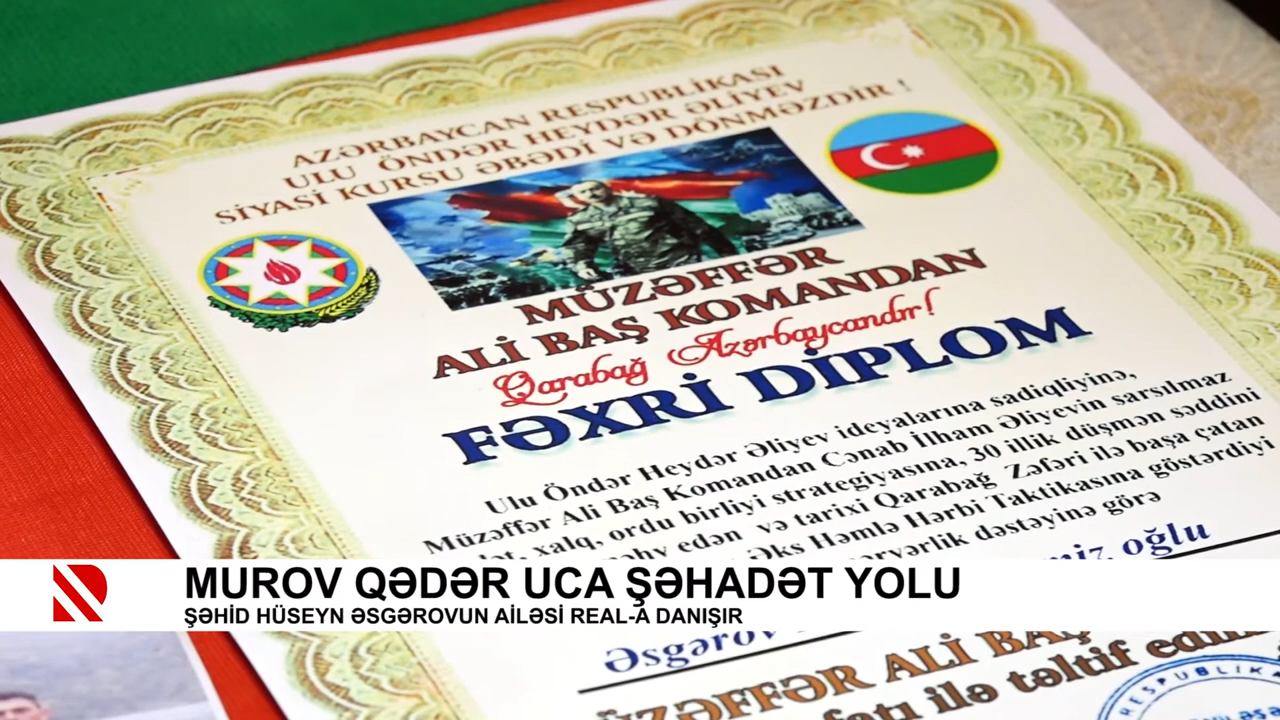 AZƏRBAYCAN RESPUBLİKASI
ULU ÖNDƏR HEYDƏR ƏLİYEV
SİYASİ KURSU ƏBƏDİ VƏ DÖNMƏZDİR !
MÜZƏFFƏR
ALİ BAŞ KOMANDAN
Qarabağ Azərbaycandır!
FƏXRİ DİPLOM
Ulu Öndər Heydər Əliyev ideyalarına sadiqliyinə,
Müzəffər Ali Baş Komandan Cənab İlham Əliyevin sarsılmaz
xalq, ordu birliyi strategiyasına, 30 illik düşmən səddini
edən və tarixi Qarabağ Zəfəri ilə başa çatan
Əks Həmlə Hərbi Taktikasına göstərdiyi
dəstəyinə görə
oğlu
MUROV QƏDƏR UCA ŞƏHADƏT YOLU
ŞƏHİD HÜSEYN ƏSGƏROVUN AİLƏSİ REAL-A DANIŞIR
Əsgərov
ALİ BAŞ
ilə təltif